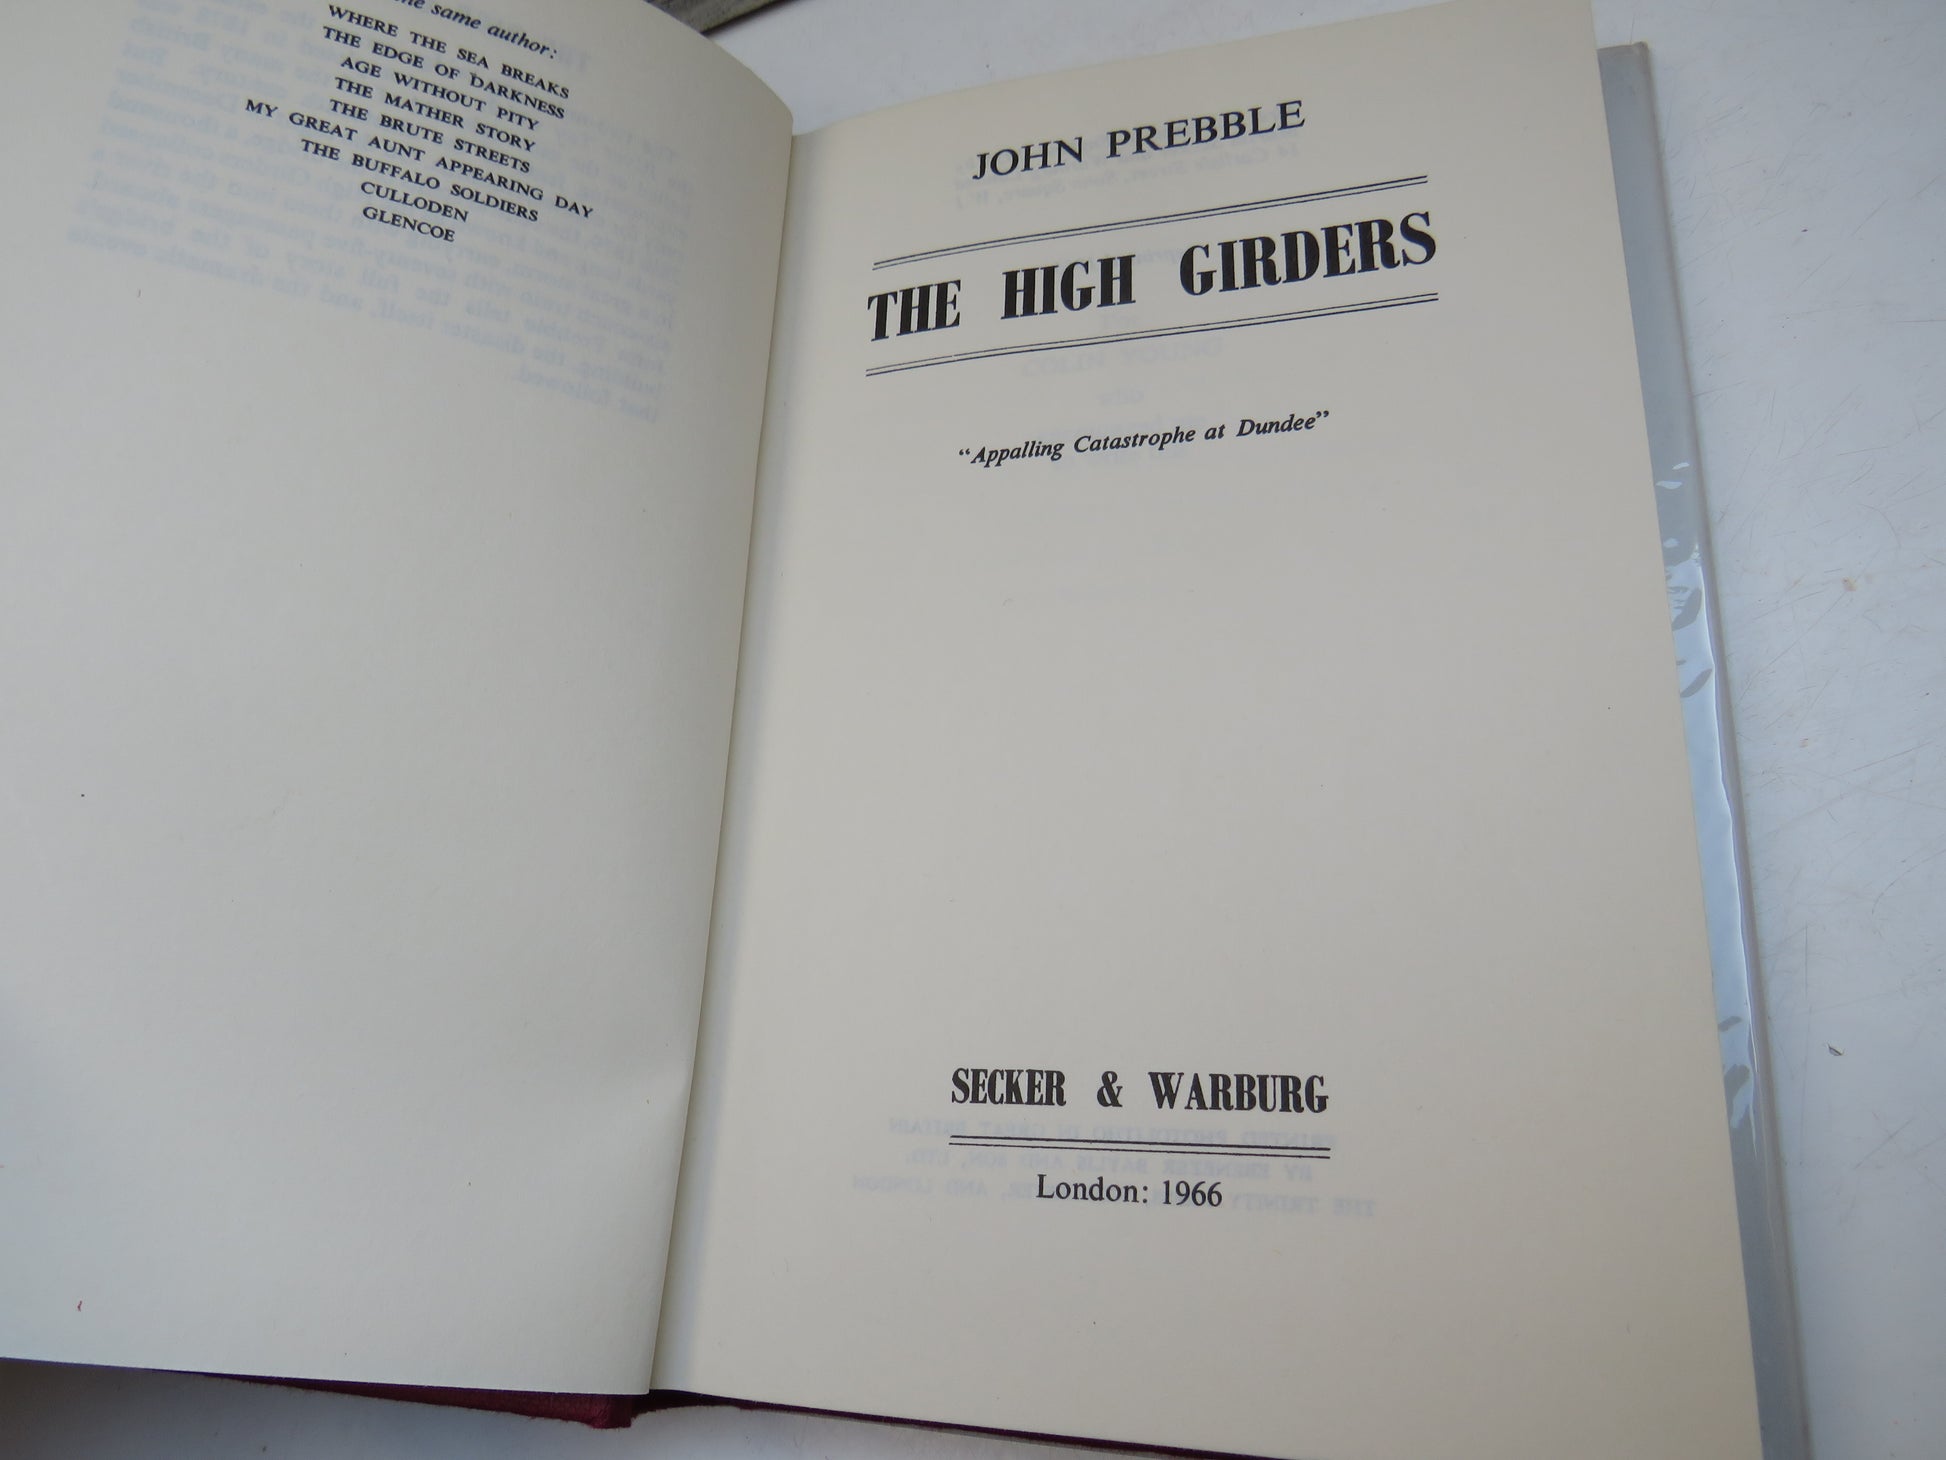 same author:
WHERE THE SEA BREAKS
THE EDGE OF DARKNESS
AGE WITHOUT PITY
THE MATHER STORY
THE BRUTE STREETS
MY GREAT AUNT APPEARING DAY
THE BUFFALO SOLDIERS
CULLODEN
GLENCOE
JOHN PREBBLE
THE HIGH GIRDERS
“Appalling Catastrophe at Dundee”
SECKER & WARBURG
London: 1966